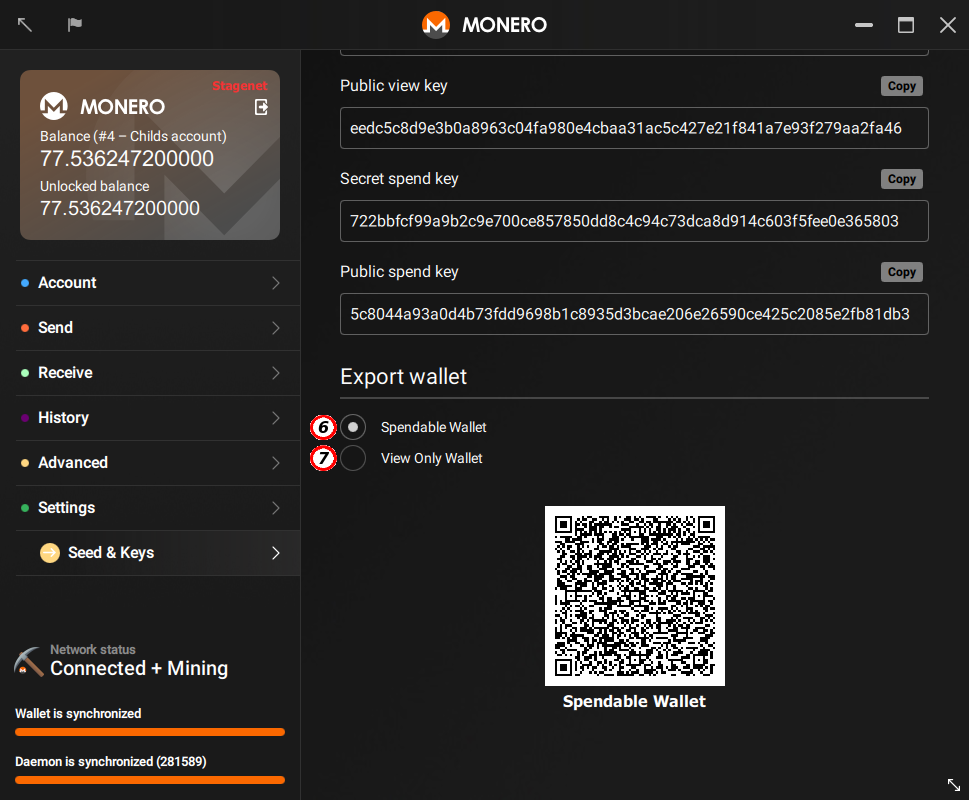 MONERO
Stagenet
MONERO
Balance (#4 – Childs account)
77.536247200000
Unlocked balance
77.536247200000
Account
Send
Receive
History
Advanced
Settings
Seed & Keys
Network status
Connected + Mining
Wallet is synchronized
Daemon is synchronized (281589)
Public view key
Copy
eedc5c8d9e3b0a8963c04fa980e4cbaa31ac5c427e21f841a7e93f279aa2fa46
Secret spend key
Copy
722bbfcf99a9b2c9e700ce857850dd8c4c94c73dca8d914c603f5fee0e365803
Public spend key
Copy
5c8044a93a0d4b73fdd9698b1c8935d3bcae206e26590ce425c2085e2fb81db3
Export wallet
6 Spendable Wallet
7 View Only Wallet
Spendable Wallet